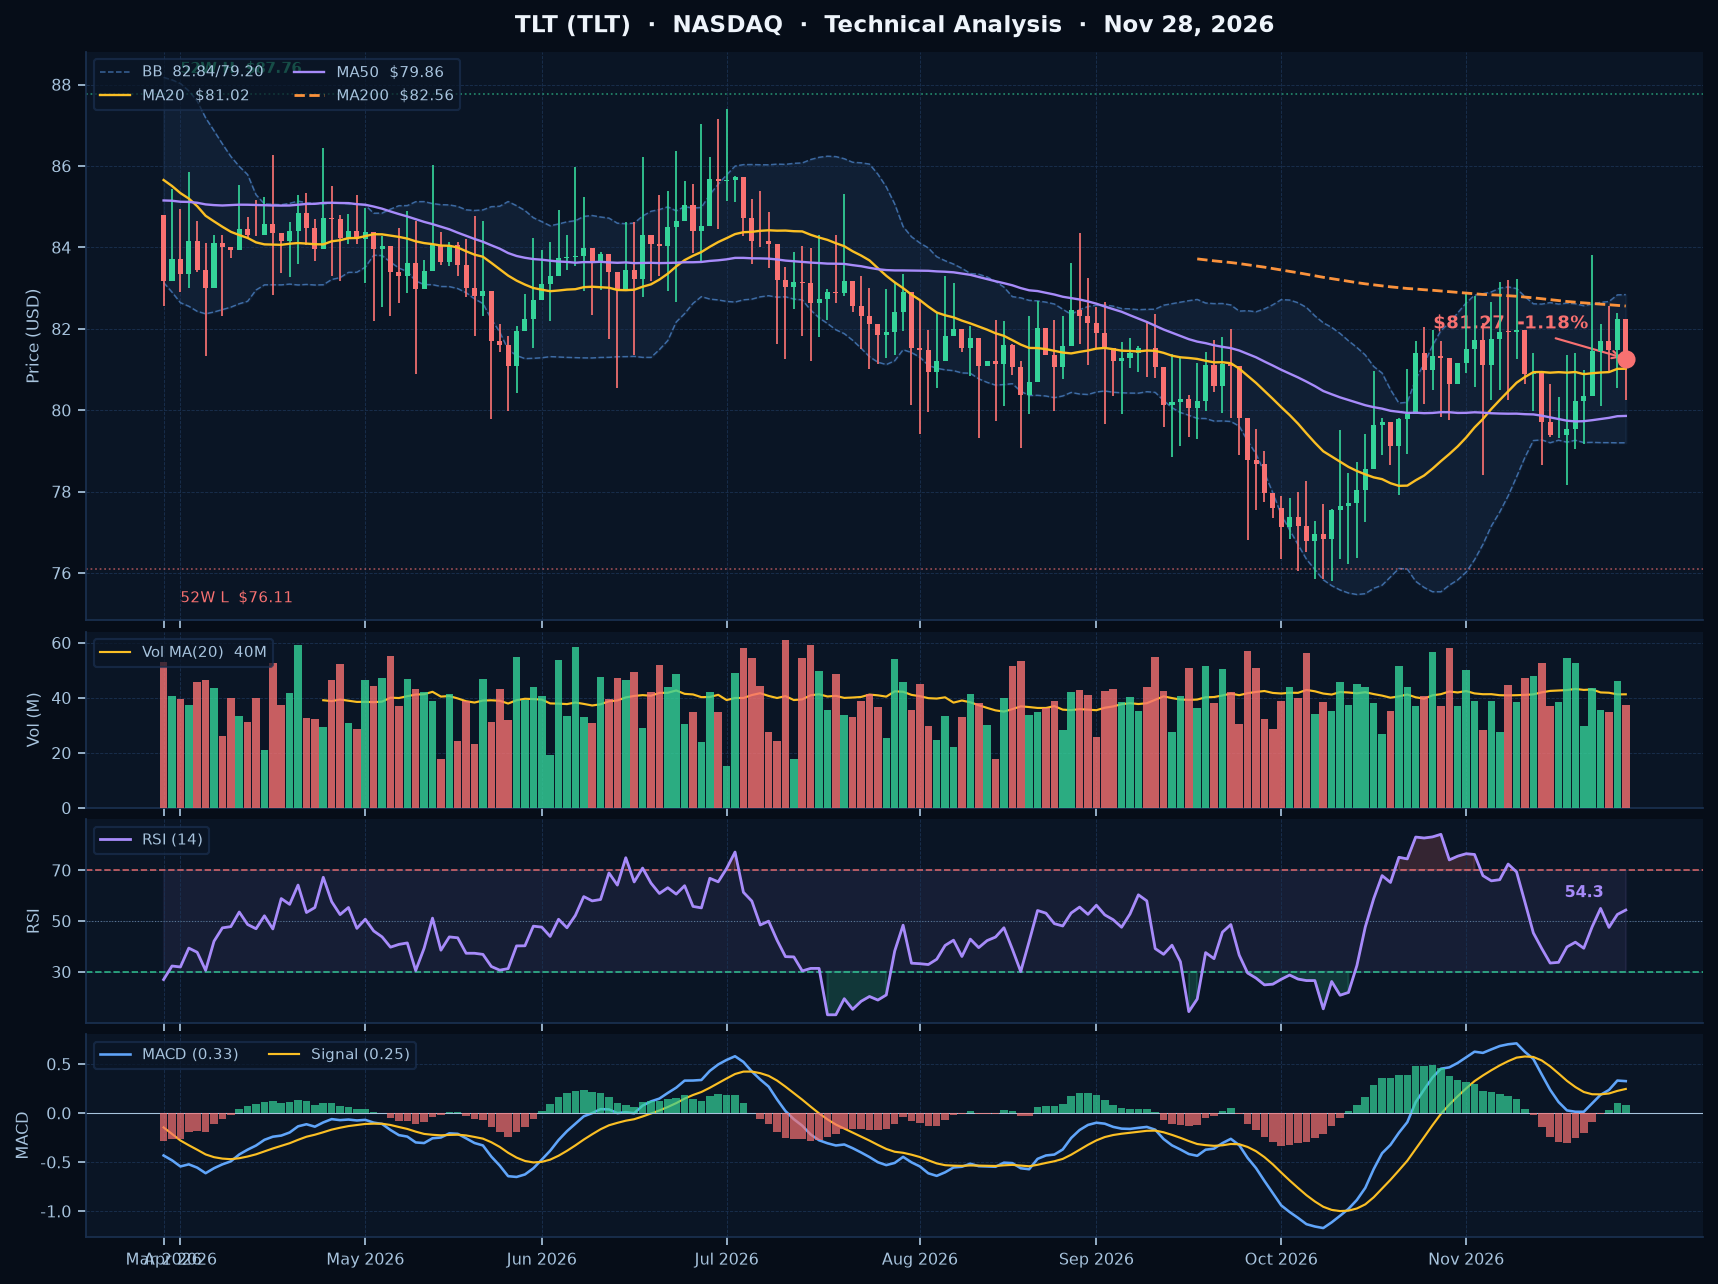 TLT (TLT)  ·  NASDAQ  ·  Technical Analysis  ·  Nov 28, 2026
BB  82.84/79.20
MA20  $81.02
MA50  $79.86
MA200  $82.56
88
86
84
82
80
78
76
Price (USD)
$81.27  -1.18%
52W L  $76.11
Vol MA(20)  40M
60
40
20
0
Vol (M)
RSI (14)
70
50
30
RSI
54.3
MACD (0.33)
Signal (0.25)
0.5
0.0
-0.5
-1.0
MACD
May 2026
Jun 2026
Jul 2026
Aug 2026
Sep 2026
Oct 2026
Nov 2026